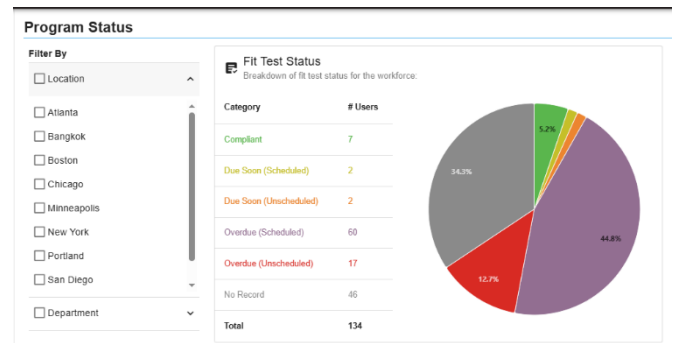 Program Status
Filter By
Location
Atlanta
Bangkok
Boston
Chicago
Minneapolis
New York
Portland
San Diego
Department
Fit Test Status
Breakdown of fit test status for the workforce.
Category # Users
Compliant 7
Due Soon (Scheduled) 2
Due Soon (Unscheduled) 2
Overdue (Scheduled) 60
Overdue (Unscheduled) 17
No Record 46
Total 134
5.2%
34.3%
44.8%
12.7%